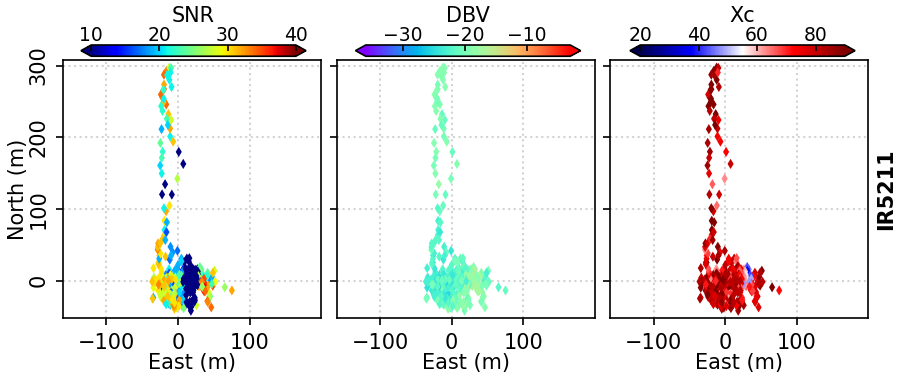 SNR DBV Xc
10 20 30 40 −30 −20 −10 20 40 60 80
300
200
100
0
North (m)
−100 0 100 −100 0 100 −100 0 100
East (m) East (m) East (m)
IR5211